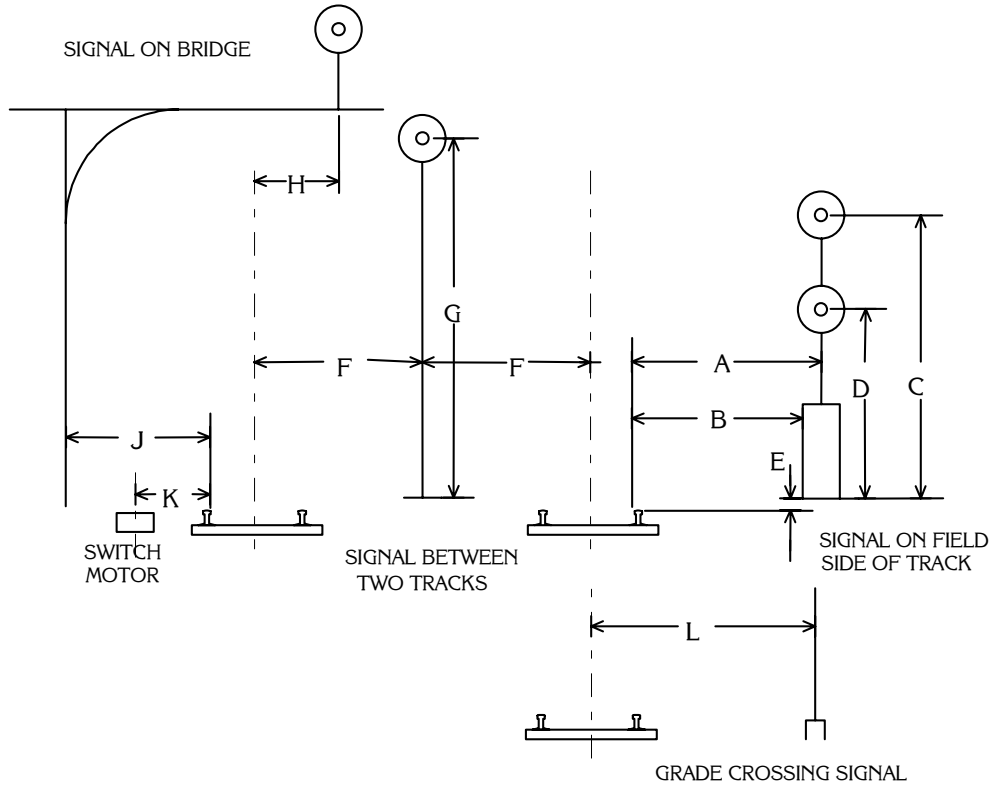 SIGNAL ON BRIDGE
H
G
F
F
A
B
C
D
E
J
K
SWITCH
MOTOR
SIGNAL BETWEEN
TWO TRACKS
SIGNAL ON FIELD
SIDE OF TRACK
L
GRADE CROSSING SIGNAL